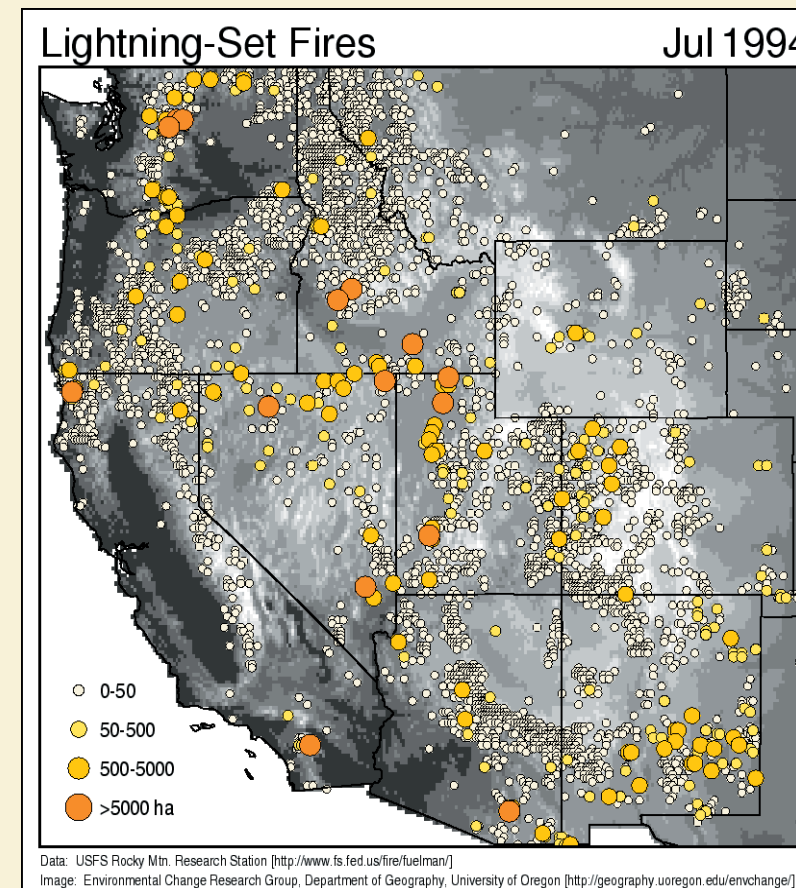 Lightning-Set Fires
Jul 1994
0-50
50-500
500-5000
>5000 ha
Data: USFS Rocky Mtn. Research Station [http://www.fs.fed.us/fire/fuelman/]
Image: Environmental Change Research Group, Department of Geography, University of Oregon [http://geography.uoregon.edu/envchange/]